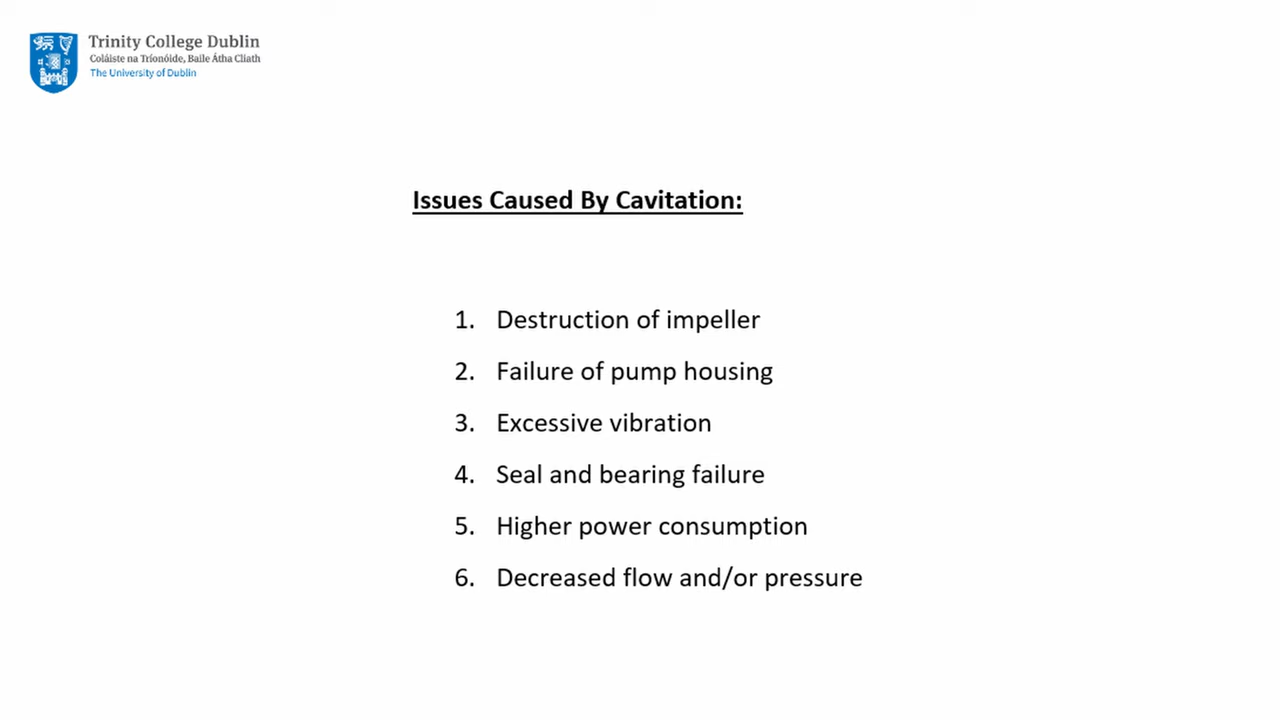 Trinity College Dublin
Coláiste na Tríonóide, Baile Átha Cliath
The University of Dublin
Issues Caused By Cavitation:
1. Destruction of impeller
2. Failure of pump housing
3. Excessive vibration
4. Seal and bearing failure
5. Higher power consumption
6. Decreased flow and/or pressure